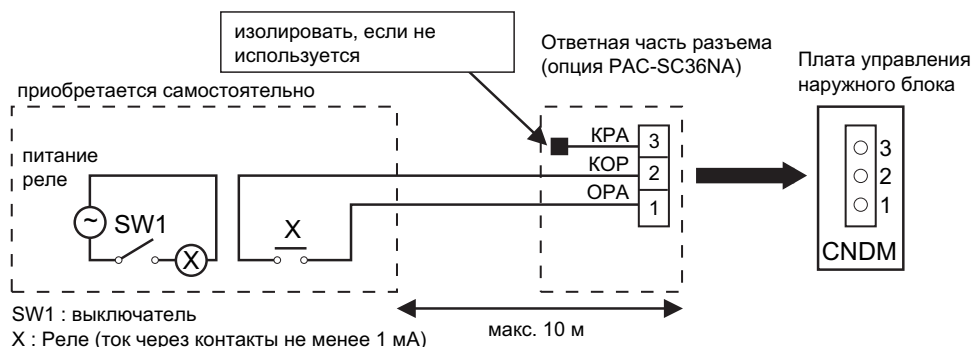 изолировать, если не
используется
Ответная часть разъема
(опция PAC-SC36NA)
Плата управления
наружного блока
приобретается самостоятельно
питание
реле
~
SW1
X
X
КРА
КОР
ОРА
3
2
1
3
2
1
CNDM
макс. 10 м
SW1 : выключатель
X : Реле (ток через контакты не менее 1 мА)